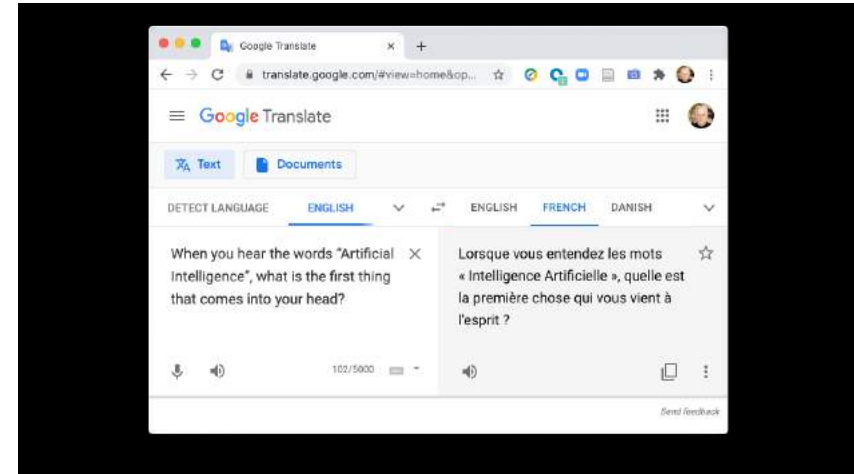 Google Translate
translate.google.com/#view=home&op...
Google Translate
Text Documents
DETECT LANGUAGE ENGLISH ENGLISH FRENCH DANISH
When you hear the words "Artificial
Intelligence", what is the first thing
that comes into your head?
Lorsque vous entendez les mots
« Intelligence Artificielle », quelle est
la première chose qui vous vient à
l'esprit ?
102/5000
Send feedback